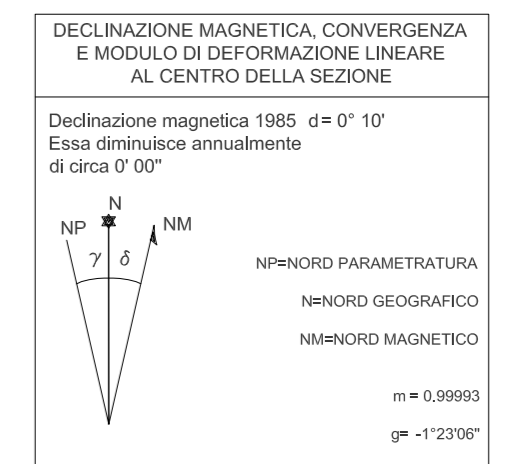 DECLINAZIONE MAGNETICA, CONVERGENZA
E MODULO DI DEFORMAZIONE LINEARE
AL CENTRO DELLA SEZIONE
Declinazione magnetica 1985 d= 0° 10'
Essa diminuisce annualmente
di circa 0' 00"
N
NP
NM
γ δ
NP=NORD PARAMETRATURA
N=NORD GEOGRAFICO
NM=NORD MAGNETICO
m = 0.99993
g= -1°23'06"